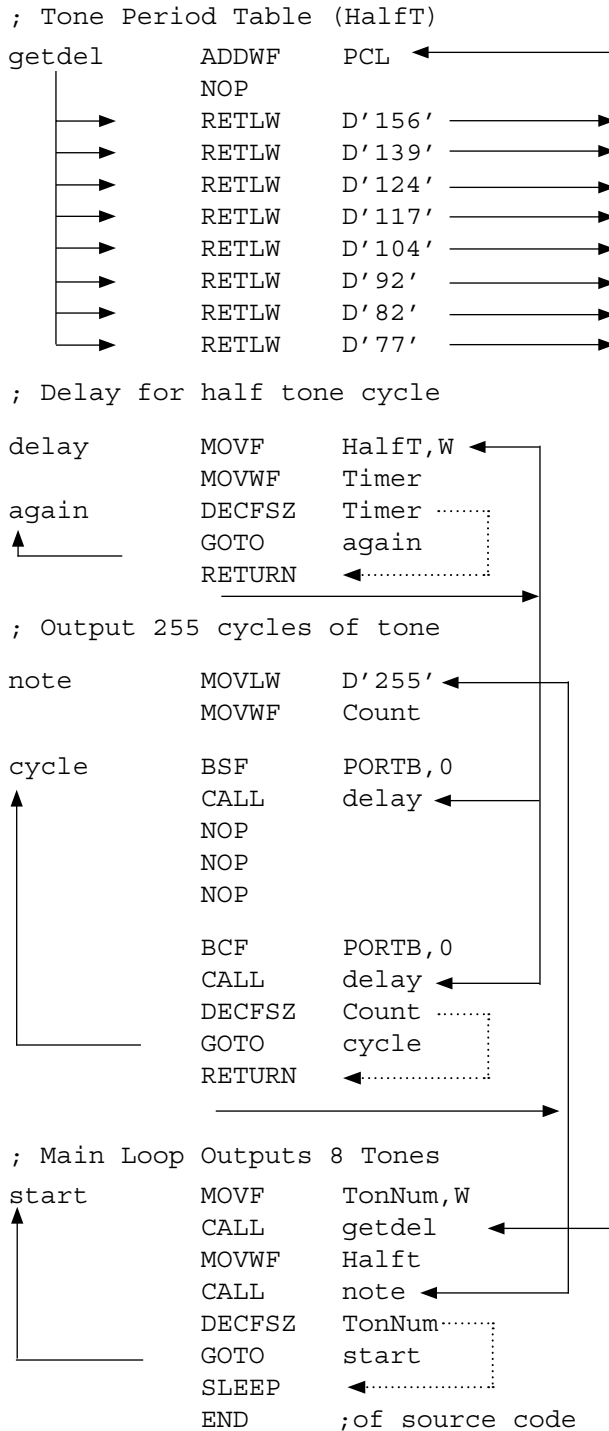 ; Tone Period Table (HalfT)
getdel ADDWF PCL
NOP
RETLW D'156'
RETLW D'139'
RETLW D'124'
RETLW D'117'
RETLW D'104'
RETLW D'92'
RETLW D'82'
RETLW D'77'
; Delay for half tone cycle
delay MOVF HalfT,W
MOVWF Timer
again DECFSZ Timer
GOTO again
RETURN
; Output 255 cycles of tone
note MOVLW D'255'
MOVWF Count
cycle BSF PORTB,0
CALL delay
NOP
NOP
NOP
BCF PORTB,0
CALL delay
DECFSZ Count
GOTO cycle
RETURN
; Main Loop Outputs 8 Tones
start MOVF TonNum,W
CALL getdel
MOVWF Halft
CALL note
DECFSZ TonNum
GOTO start
SLEEP
END ;of source code